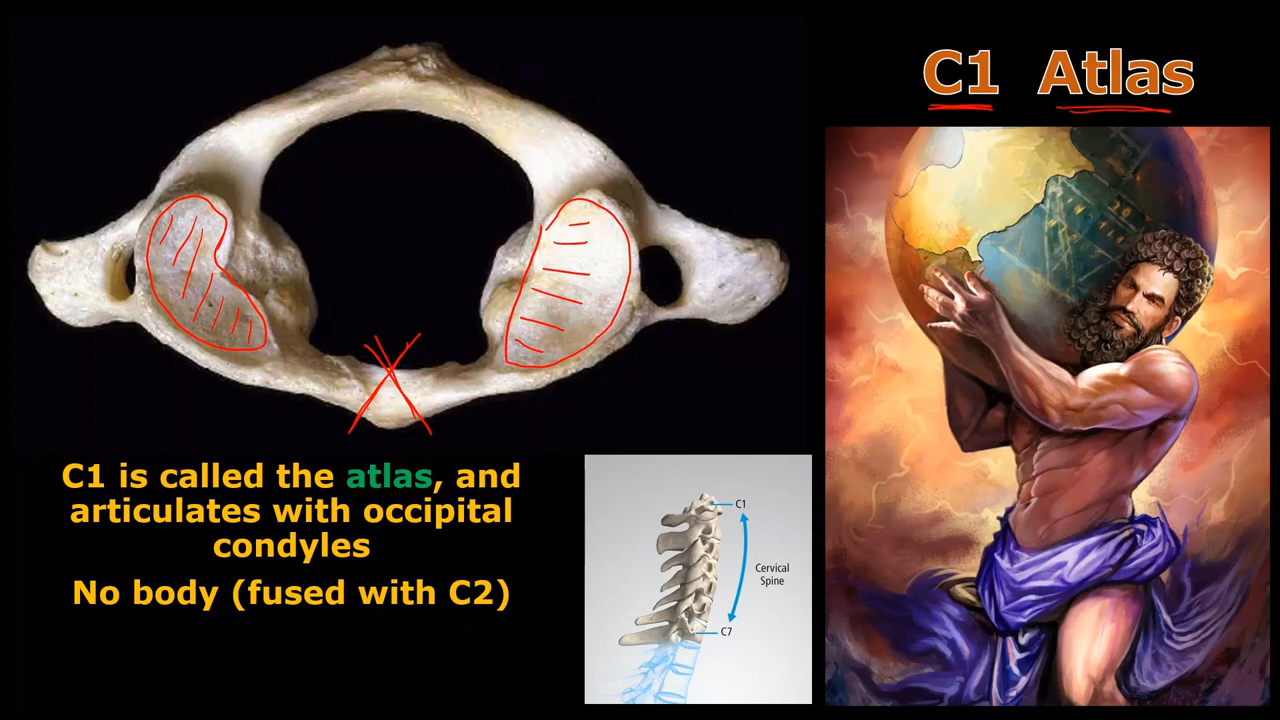 C1 Atlas
C1 is called the atlas, and
articulates with occipital
condyles
No body (fused with C2)
C1
Cervical
Spine
C7